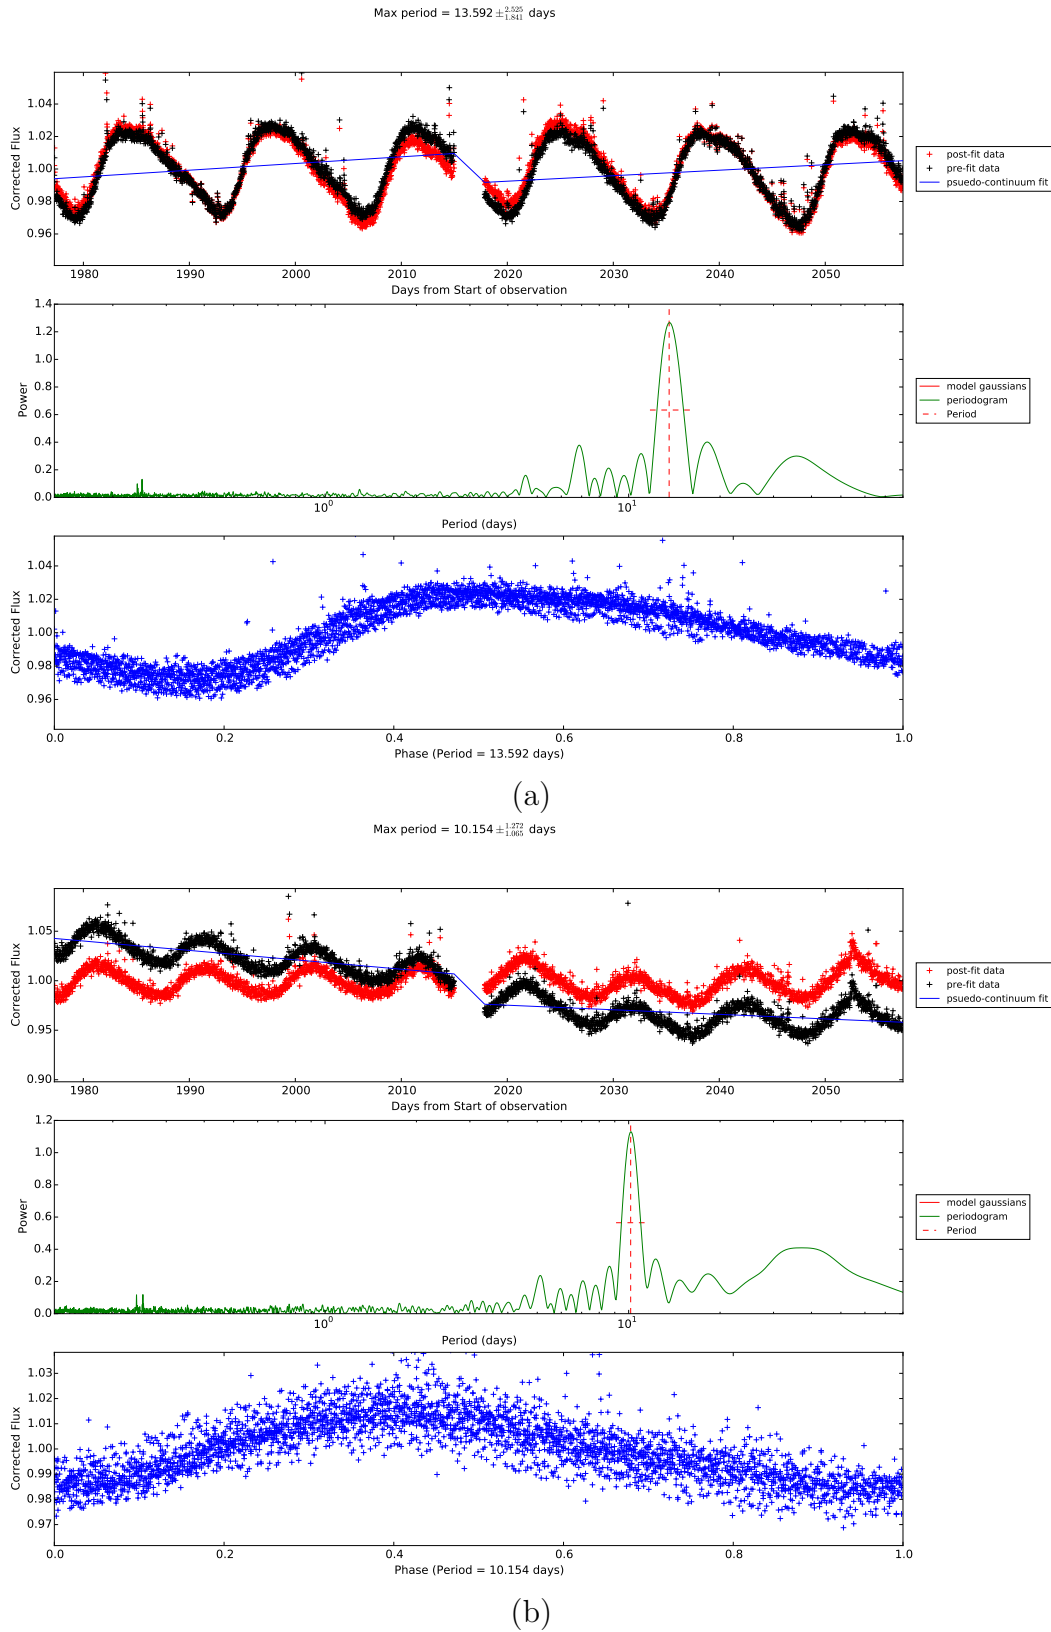 Max period = 13.592 ±2.525 1.841 days
1.04
1.02
1.00
0.98
0.96
Corrected Flux
1980 1990 2000 2010 2020 2030 2040 2050
Days from Start of observation
post-fit data
pre-fit data
psuedo-continuum fit
1.4
1.2
1.0
0.8
0.6
0.4
0.2
0.0
Power
10^0 10^1
Period (days)
model gaussians
periodogram
Period
1.04
1.02
1.00
0.98
0.96
Corrected Flux
0.0 0.2 0.4 0.6 0.8 1.0
Phase (Period = 13.592 days)
(a)
Max period = 10.154 ±1.272 1.065 days
1.05
1.00
0.95
0.90
Corrected Flux
1980 1990 2000 2010 2020 2030 2040 2050
Days from Start of observation
post-fit data
pre-fit data
psuedo-continuum fit
1.2
1.0
0.8
0.6
0.4
0.2
0.0
Power
10^0 10^1
Period (days)
model gaussians
periodogram
Period
1.03
1.02
1.01
1.00
0.99
0.98
0.97
Corrected Flux
0.0 0.2 0.4 0.6 0.8 1.0
Phase (Period = 10.154 days)
(b)